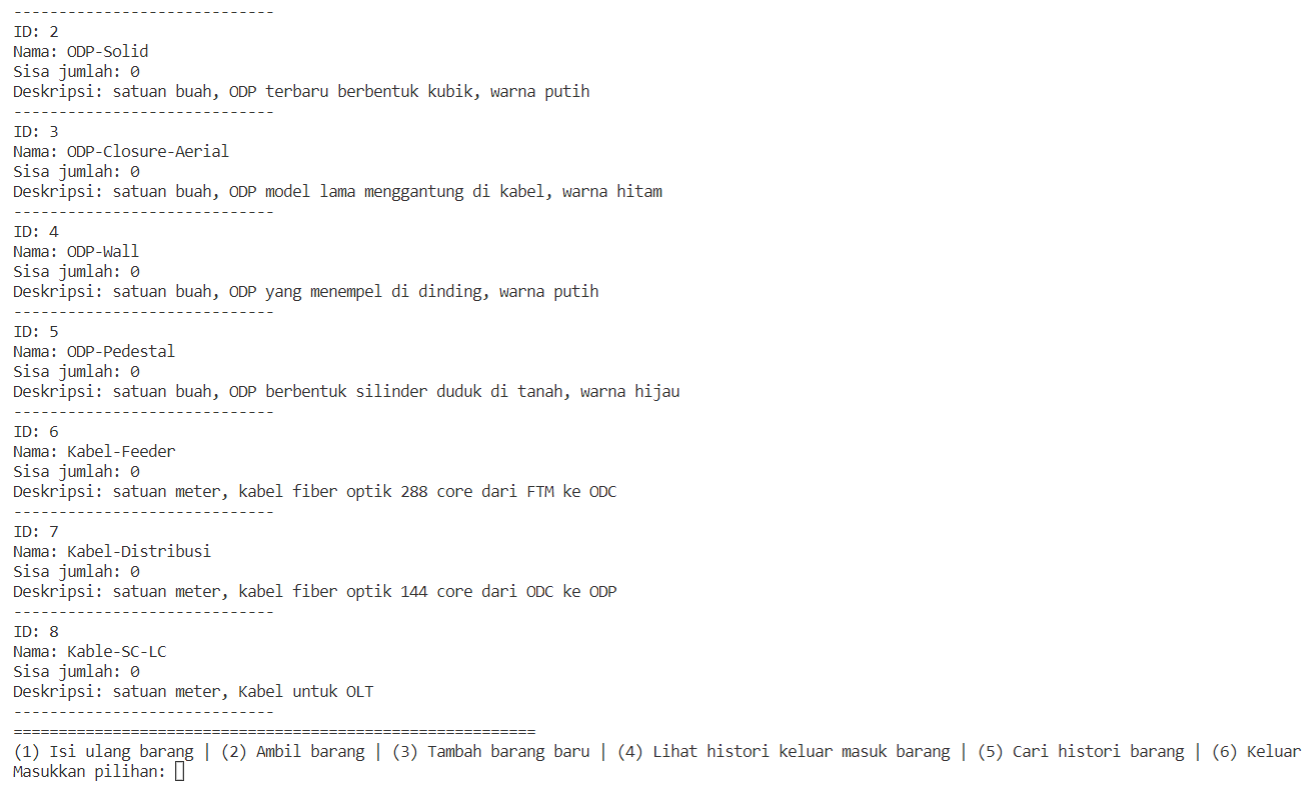 -----------------------------
ID: 2
Nama: ODP-Solid
Sisa jumlah: 0
Deskripsi: satuan buah, ODP terbaru berbentuk kubik, warna putih
-----------------------------
ID: 3
Nama: ODP-Closure-Aerial
Sisa jumlah: 0
Deskripsi: satuan buah, ODP model lama menggantung di kabel, warna hitam
-----------------------------
ID: 4
Nama: ODP-Wall
Sisa jumlah: 0
Deskripsi: satuan buah, ODP yang menempel di dinding, warna putih
-----------------------------
ID: 5
Nama: ODP-Pedestal
Sisa jumlah: 0
Deskripsi: satuan buah, ODP berbentuk silinder duduk di tanah, warna hijau
-----------------------------
ID: 6
Nama: Kabel-Feeder
Sisa jumlah: 0
Deskripsi: satuan meter, kabel fiber optik 288 core dari FTM ke ODC
-----------------------------
ID: 7
Nama: Kabel-Distribusi
Sisa jumlah: 0
Deskripsi: satuan meter, kabel fiber optik 144 core dari ODC ke ODP
-----------------------------
ID: 8
Nama: Kable-SC-LC
Sisa jumlah: 0
Deskripsi: satuan meter, Kabel untuk OLT
-----------------------------
==========================================================
(1) Isi ulang barang | (2) Ambil barang | (3) Tambah barang baru | (4) Lihat histori keluar masuk barang | (5) Cari histori barang | (6) Keluar
Masukkan pilihan: